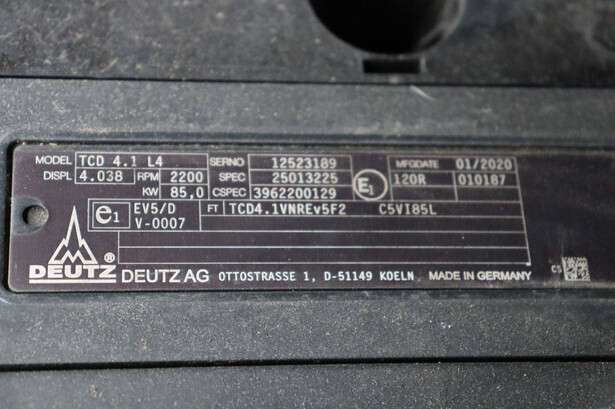 MODEL TCD 4.1 L4 SERNO 12523189 MFGDATE 01/2020
DISPL 4.038 RPM 2200 SPEC 25013225 E1 120R 010187
KW 85,0 CSPEC 3962200129
e1 EV5/D FT TCD4.1VNREv5F2 C5VI85L
V-0007
DEUTZ ® DEUTZ AG OTTOSTRASSE 1, D-51149 KOELN MADE IN GERMANY CS